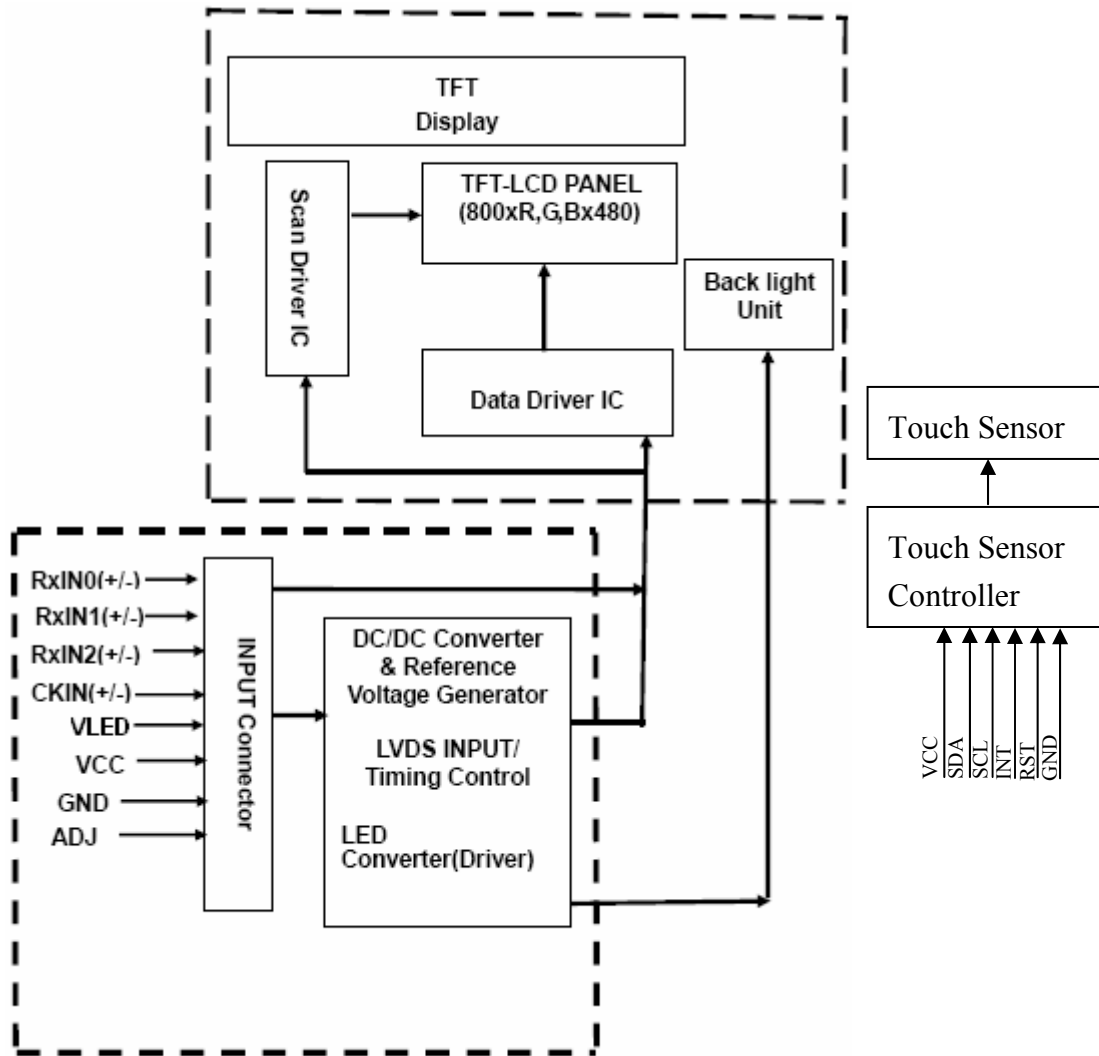 TFT
Display
Scan Driver IC
TFT-LCD PANEL
(800xR,G,Bx480)
Back light
Unit
Data Driver IC
Touch Sensor
Touch Sensor
Controller
VCC
SDA
SCL
INT
RST
GND
RxIN0(+/-)
RxIN1(+/-)
RxIN2(+/-)
CKIN(+/-)
VLED
VCC
GND
ADJ
INPUT Connector
DC/DC Converter
& Reference
Voltage Generator
LVDS INPUT/
Timing Control
LED
Converter(Driver)